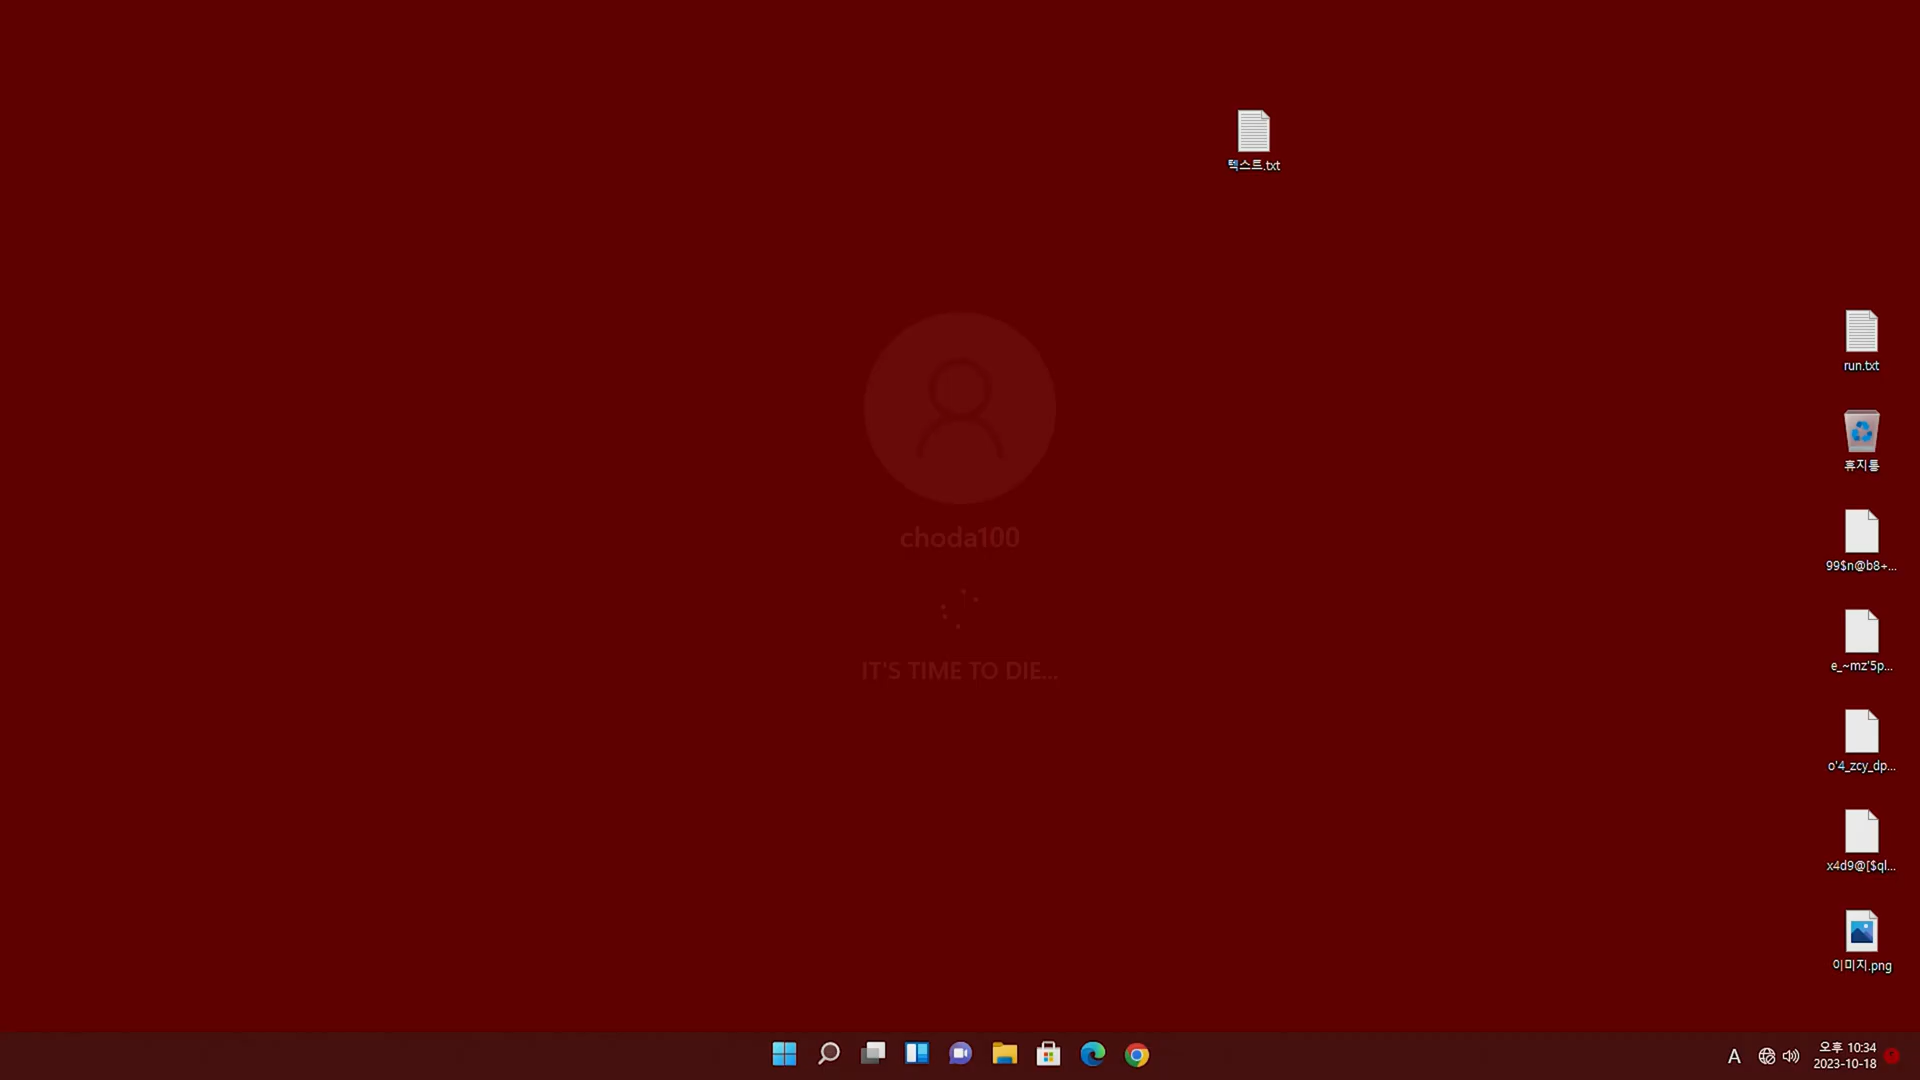 텍스트.txt
run.txt
휴지통
99$n@b8+...
choda100
e_~mz'5p...
IT'S TIME TO DIE...
o'4_zcy_dp...
x4d9@[$ql...
이미지.png
A
오후 10:34
2023-10-18